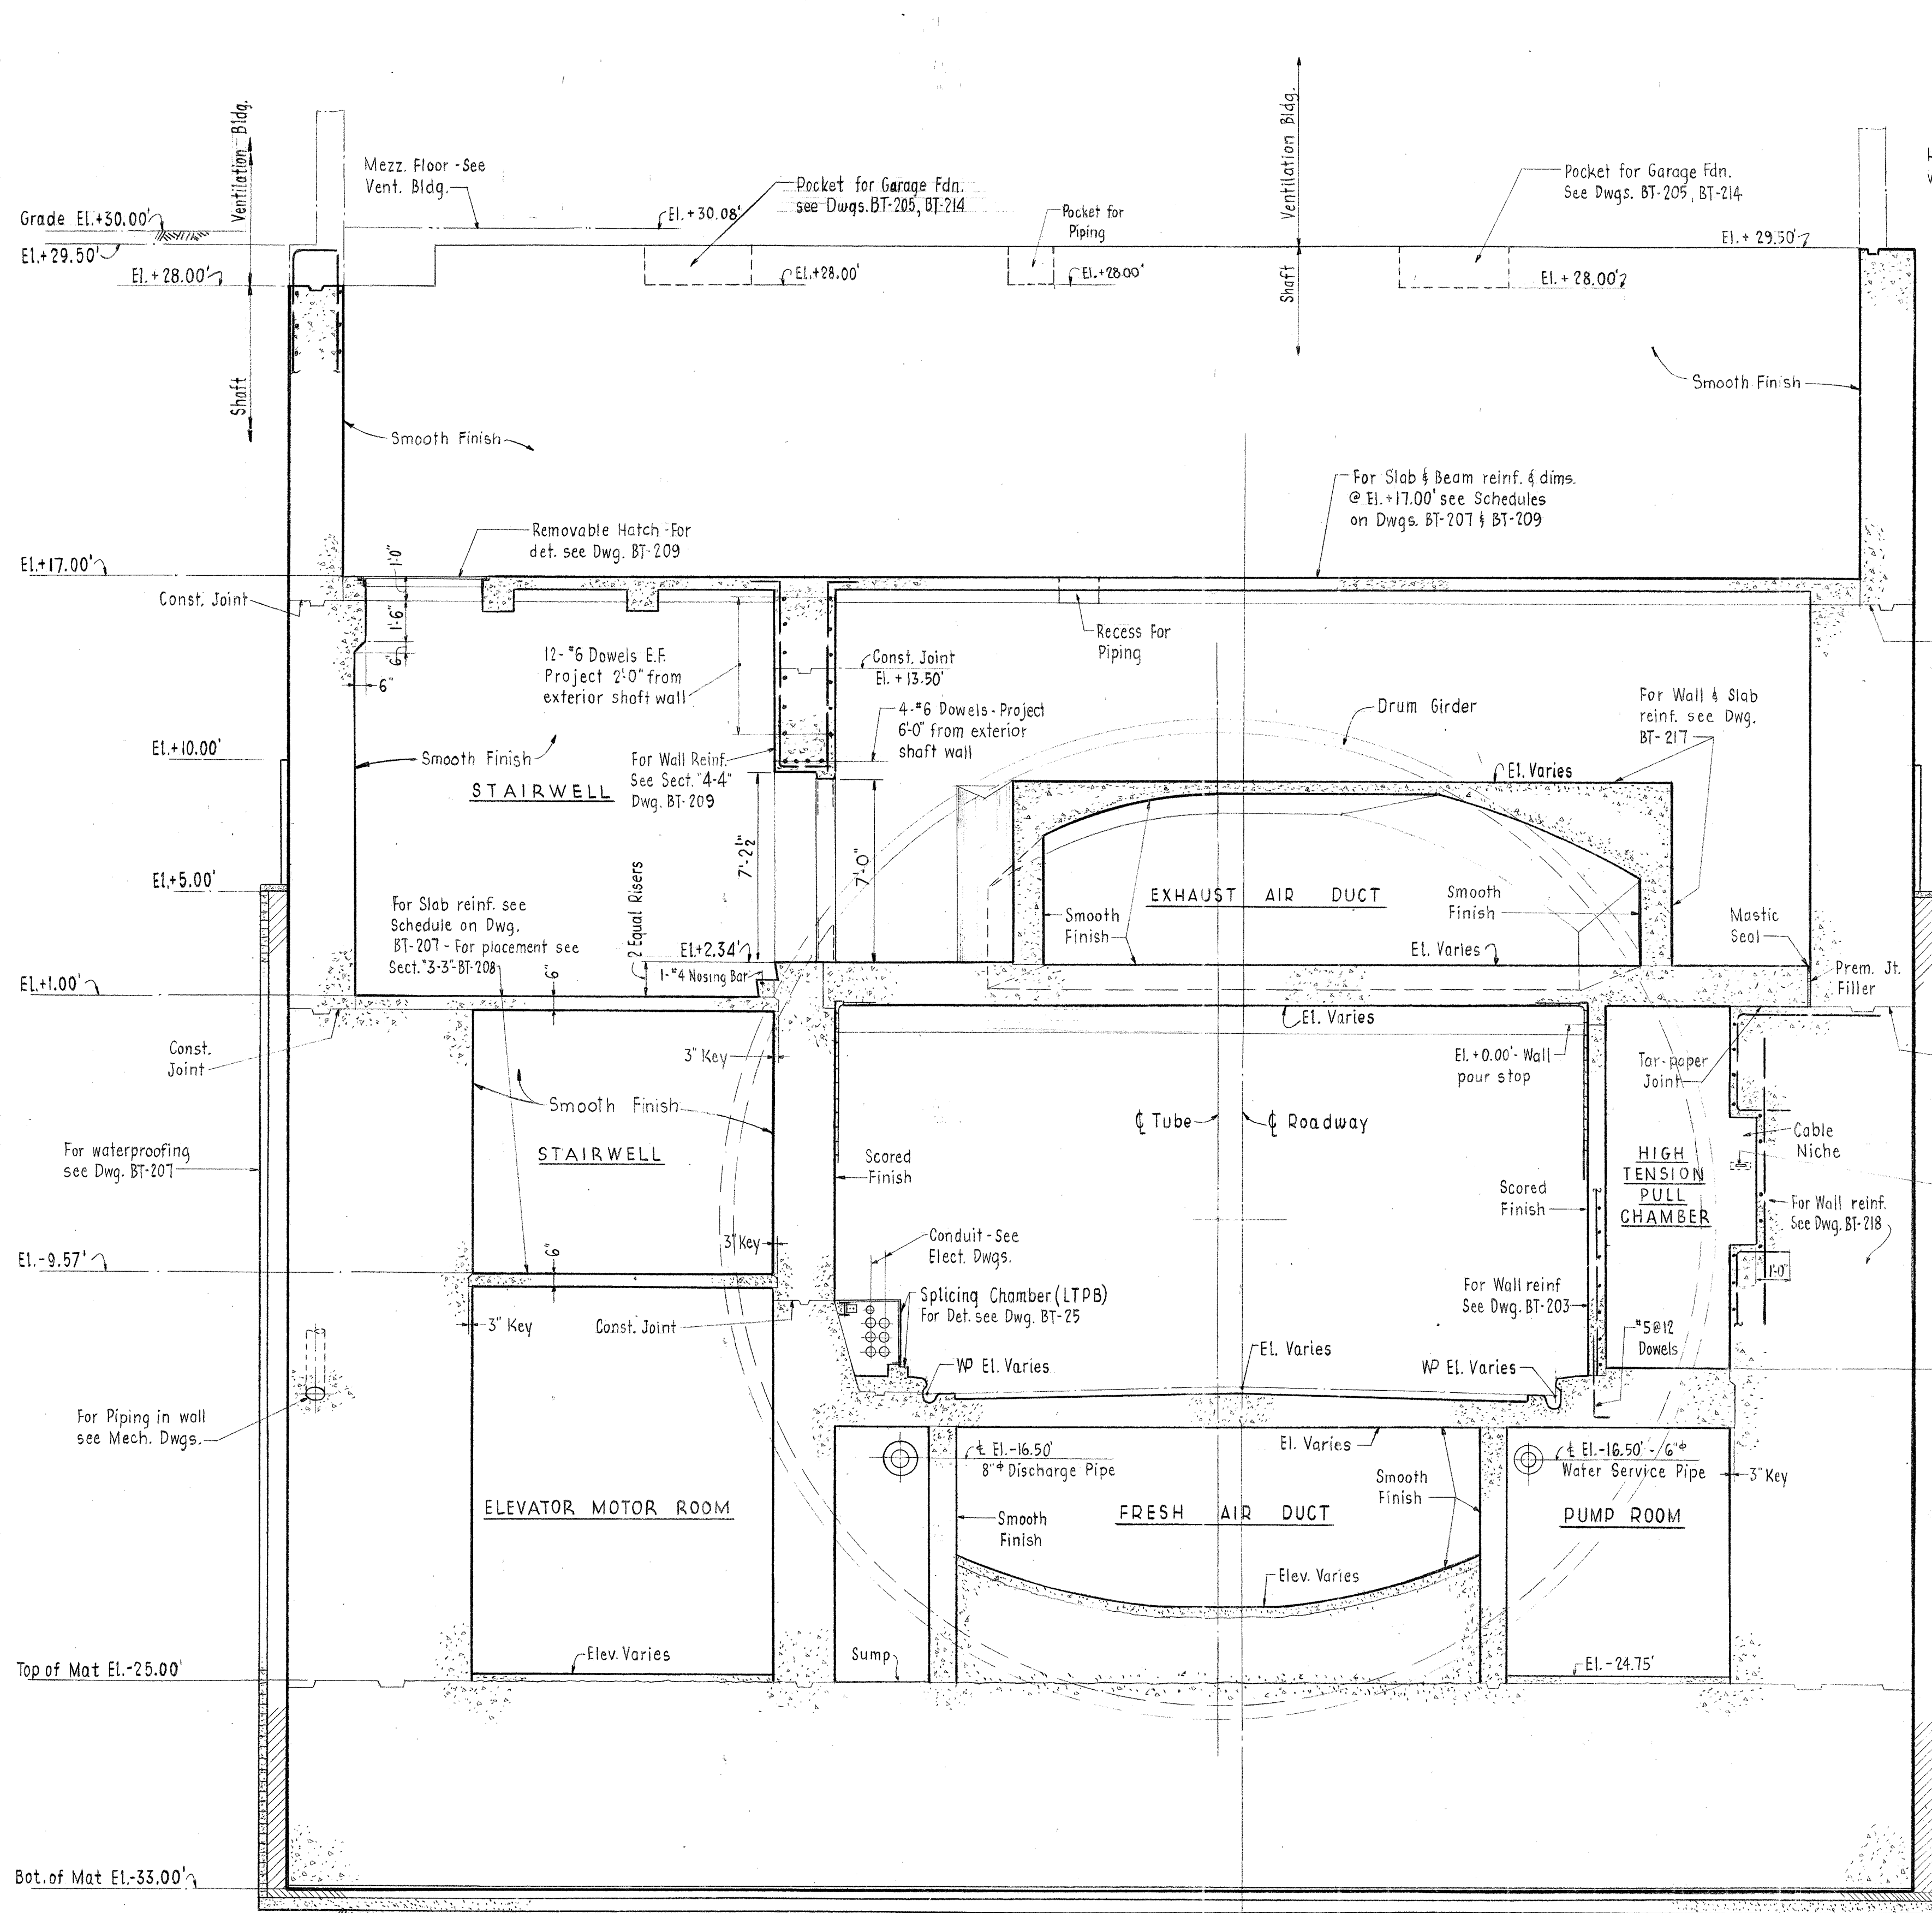 Ventilation Bldg.
Shaft
Mezz. Floor - See
Vent. Bldg.
Grade El.+30.00'
El.+29.50'
El.+28.00'
El.+30.08'
Pocket for Garage Fdn.
see Dwgs. BT-205, BT-214
El.+28.00'
Pocket for
Piping
El.+28.00'
Ventilation Bldg.
Shaft
Pocket for Garage Fdn.
See Dwgs. BT-205, BT-214
El.+29.50'
El.+28.00'
Smooth Finish
Smooth Finish
For Slab & Beam reinf. & dims.
@ El.+17.00' see Schedules
on Dwgs. BT-207 & BT-209
Removable Hatch - For
det. see Dwg. BT-209
El.+17.00'
Const. Joint
1'-0"
1'-6"
6"
6"
12-#6 Dowels E.F.
Project 2'-0" from
exterior shaft wall
Const. Joint
El.+13.50'
Recess For
Piping
4-#6 Dowels - Project
6'-0" from exterior
shaft wall
Drum Girder
For Wall & Slab
reinf. see Dwg.
BT-217
El.+10.00'
Smooth Finish
STAIRWELL
For Wall Reinf.
See Sect. "4-4"
Dwg. BT-209
El. Varies
7'-2½"
7'-0"
El.+5.00'
For Slab reinf. see
Schedule on Dwg.
BT-207 - For placement see
Sect. "3-3"-BT-208
2 Equal Risers
El.+2.34'
1-#4 Nosing Bar
EXHAUST AIR DUCT
Smooth
Finish
Smooth
Finish
El. Varies
Mastic
Seal
Prem. Jt.
Filler
El.+1.00'
6"
El. Varies
Const.
Joint
3" Key
El.+0.00' - Wall
pour stop
Tar-paper
Joint
Smooth Finish
℄ Tube
℄ Roadway
Cable
Niche
For waterproofing
see Dwg. BT-207
STAIRWELL
Scored
Finish
HIGH
TENSION
PULL
CHAMBER
Scored
Finish
For Wall reinf.
See Dwg. BT-218
3" Key
Conduit - See
Elect. Dwgs.
El.-9.57'
6"
1'-0"
Splicing Chamber (LTPB)
For Det. see Dwg. BT-25
For Wall reinf
See Dwg. BT-203
3" Key
Const. Joint
#5@12
Dowels
WP El. Varies
El. Varies
WP El. Varies
For Piping in wall
see Mech. Dwgs.
℄ El.-16.50'
8"ᶲ Discharge Pipe
El. Varies
Smooth
Finish
℄ El.-16.50' - 6"ᶲ
Water Service Pipe
3" Key
ELEVATOR MOTOR ROOM
Smooth
Finish
FRESH AIR DUCT
PUMP ROOM
Elev. Varies
Elev. Varies
Sump
El.-24.75'
Top of Mat El.-25.00'
Bot. of Mat El.-33.00'